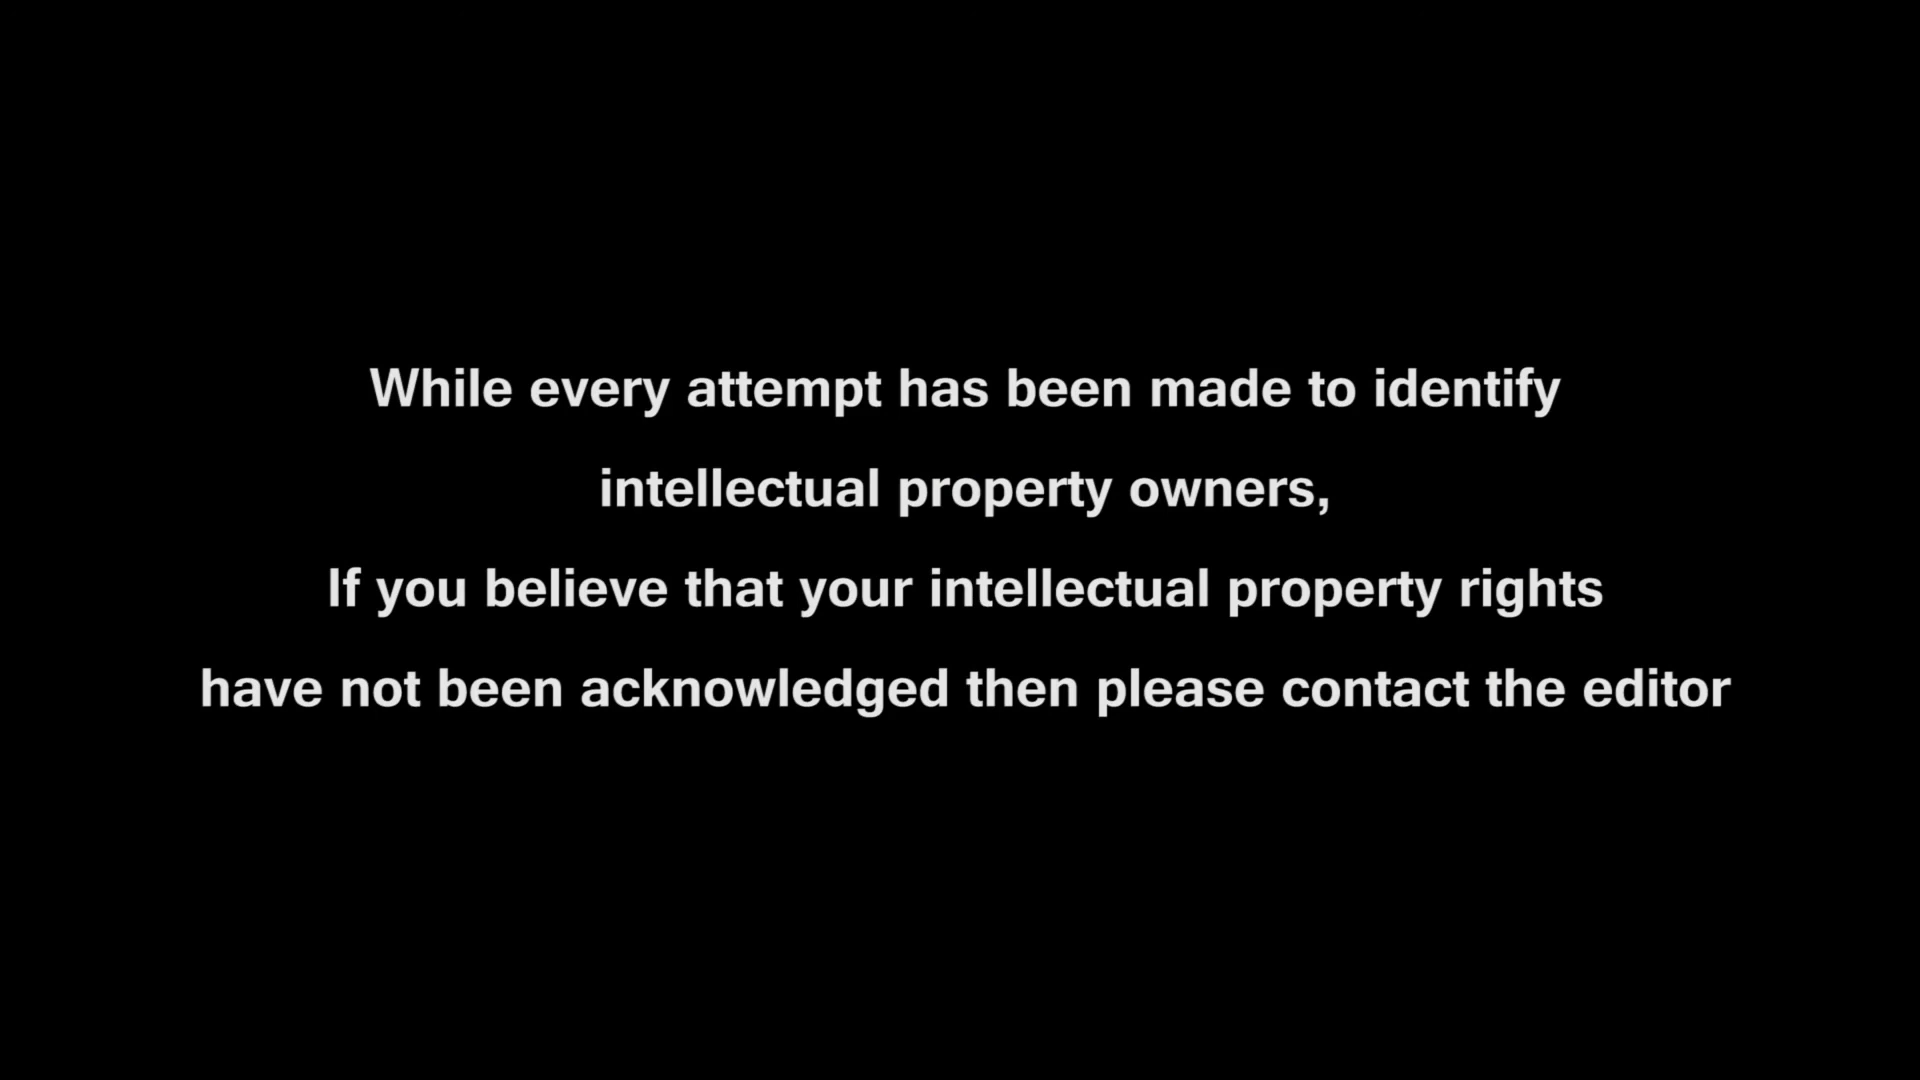 While every attempt has been made to identify
intellectual property owners,
If you believe that your intellectual property rights
have not been acknowledged then please contact the editor